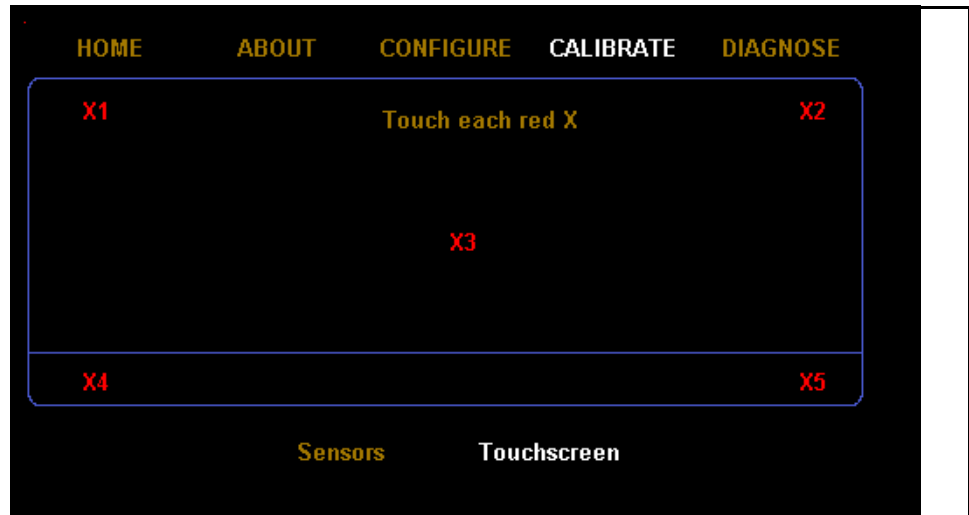 HOME ABOUT CONFIGURE CALIBRATE DIAGNOSE
X1 Touch each red X X2
X3
X4 X5
Sensors Touchscreen